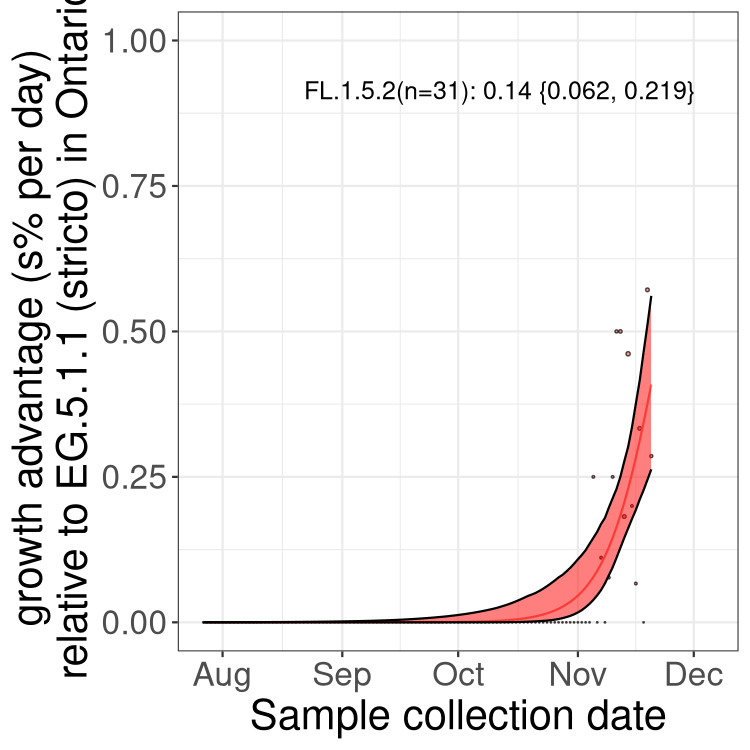 growth advantage (s% per day)
relative to EG.5.1.1 (stricto) in Ontario
1.00
0.75
0.50
0.25
0.00
FL.1.5.2(n=31): 0.14 {0.062, 0.219}
Aug
Sep
Oct
Nov
Dec
Sample collection date